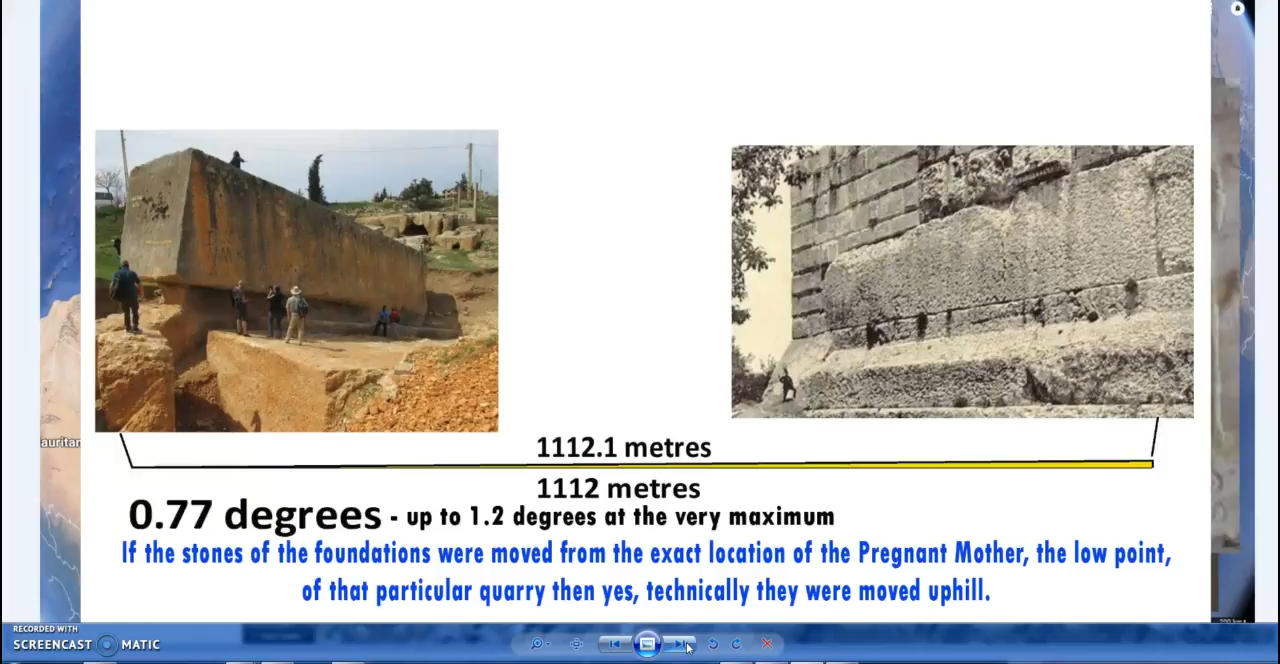 1112.1 metres
1112 metres
0.77 degrees - up to 1.2 degrees at the very maximum
If the stones of the foundations were moved from the exact location of the Pregnant Mother, the low point,
of that particular quarry then yes, technically they were moved uphill.
auritan
RECORDED WITH
SCREENCAST MATIC